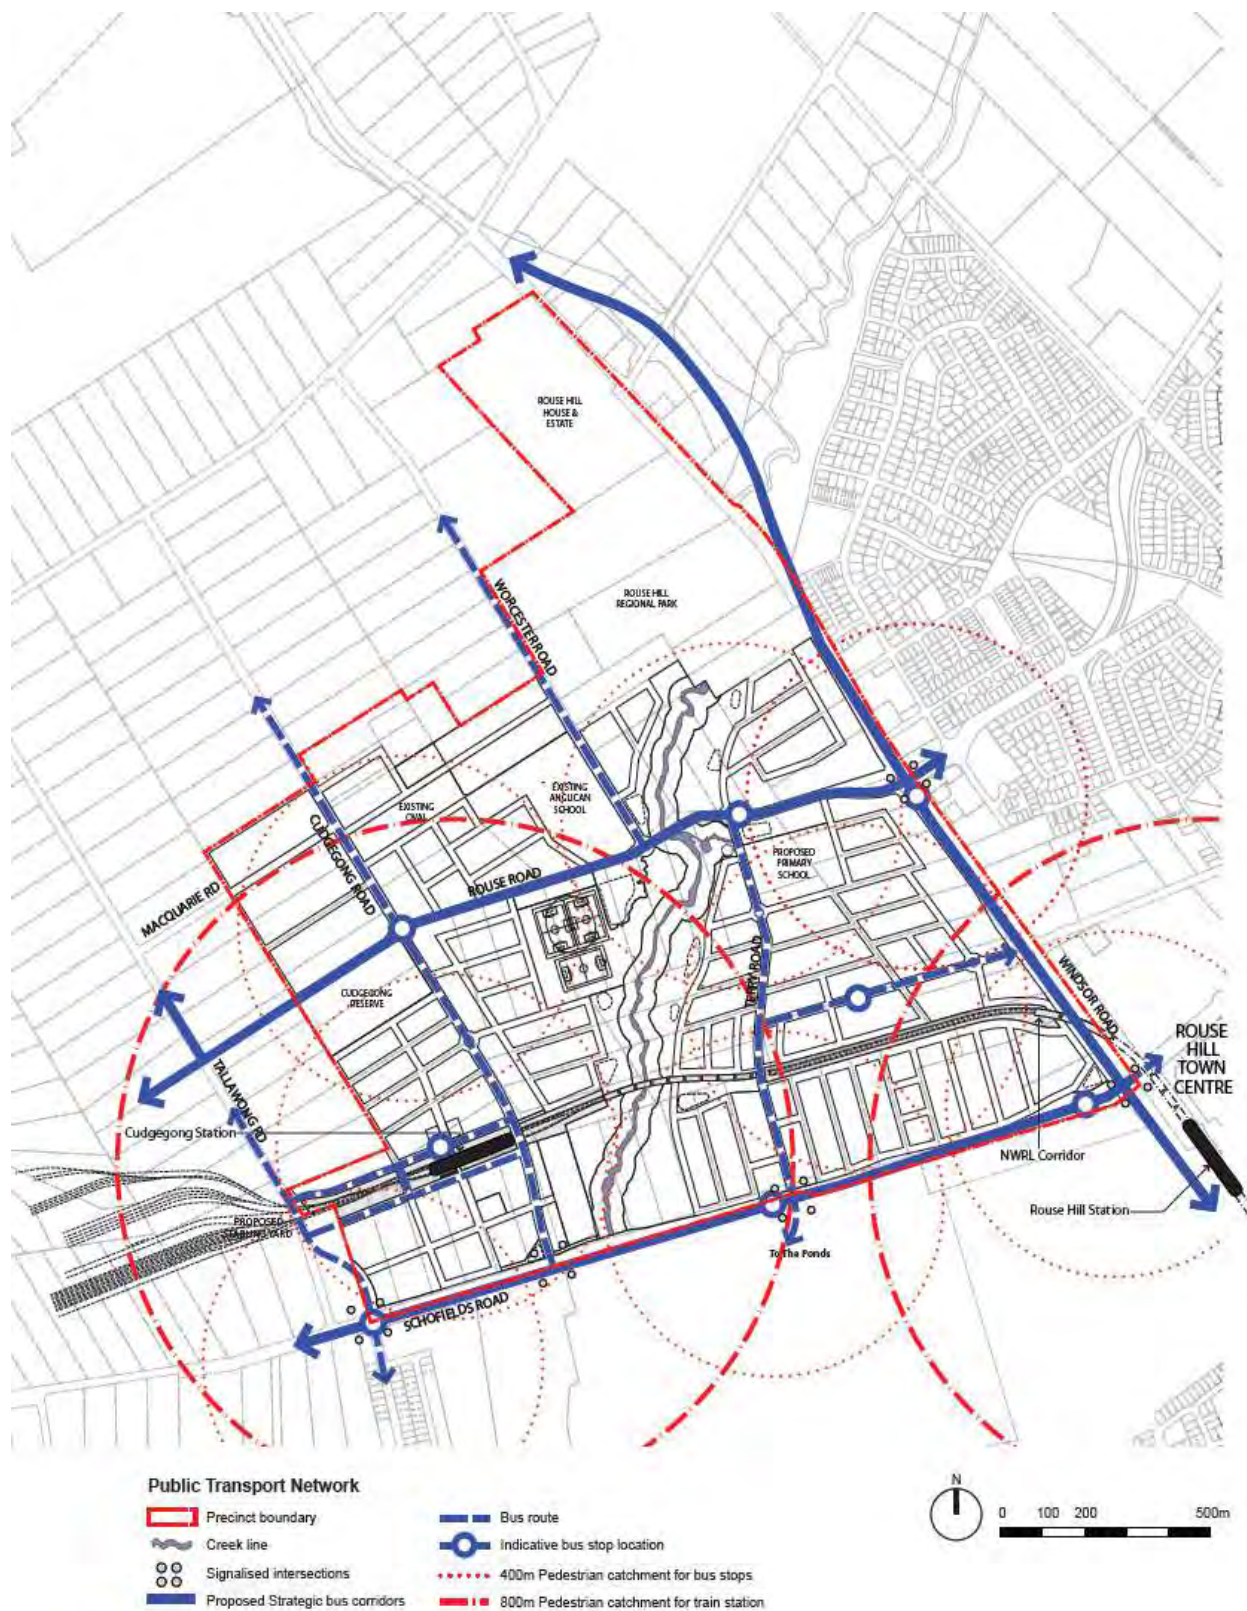 ROUSE HILL
HOUSE &
ESTATE
WORCESTER ROAD
ROUSE HILL
REGIONAL PARK
EXISTING
ANGLICAN
SCHOOL
EXISTING
OVAL
CUDGEGONG ROAD
ROUSE ROAD
PROPOSED
PRIMARY
SCHOOL
MACQUARIE RD
CUDGEGONG
RESERVE
TERRY ROAD
WINDSOR ROAD
ROUSE
HILL
TOWN
CENTRE
TALLAWONG RD
Cudgegong Station
NWRL Corridor
Rouse Hill Station
PROPOSED
STABLING YARD
To The Ponds
SCHOFIELDS ROAD
Public Transport Network
Precinct boundary
Creek line
Signalised intersections
Proposed Strategic bus corridors
Bus route
Indicative bus stop location
400m Pedestrian catchment for bus stops
800m Pedestrian catchment for train station
N
0 100 200 500m